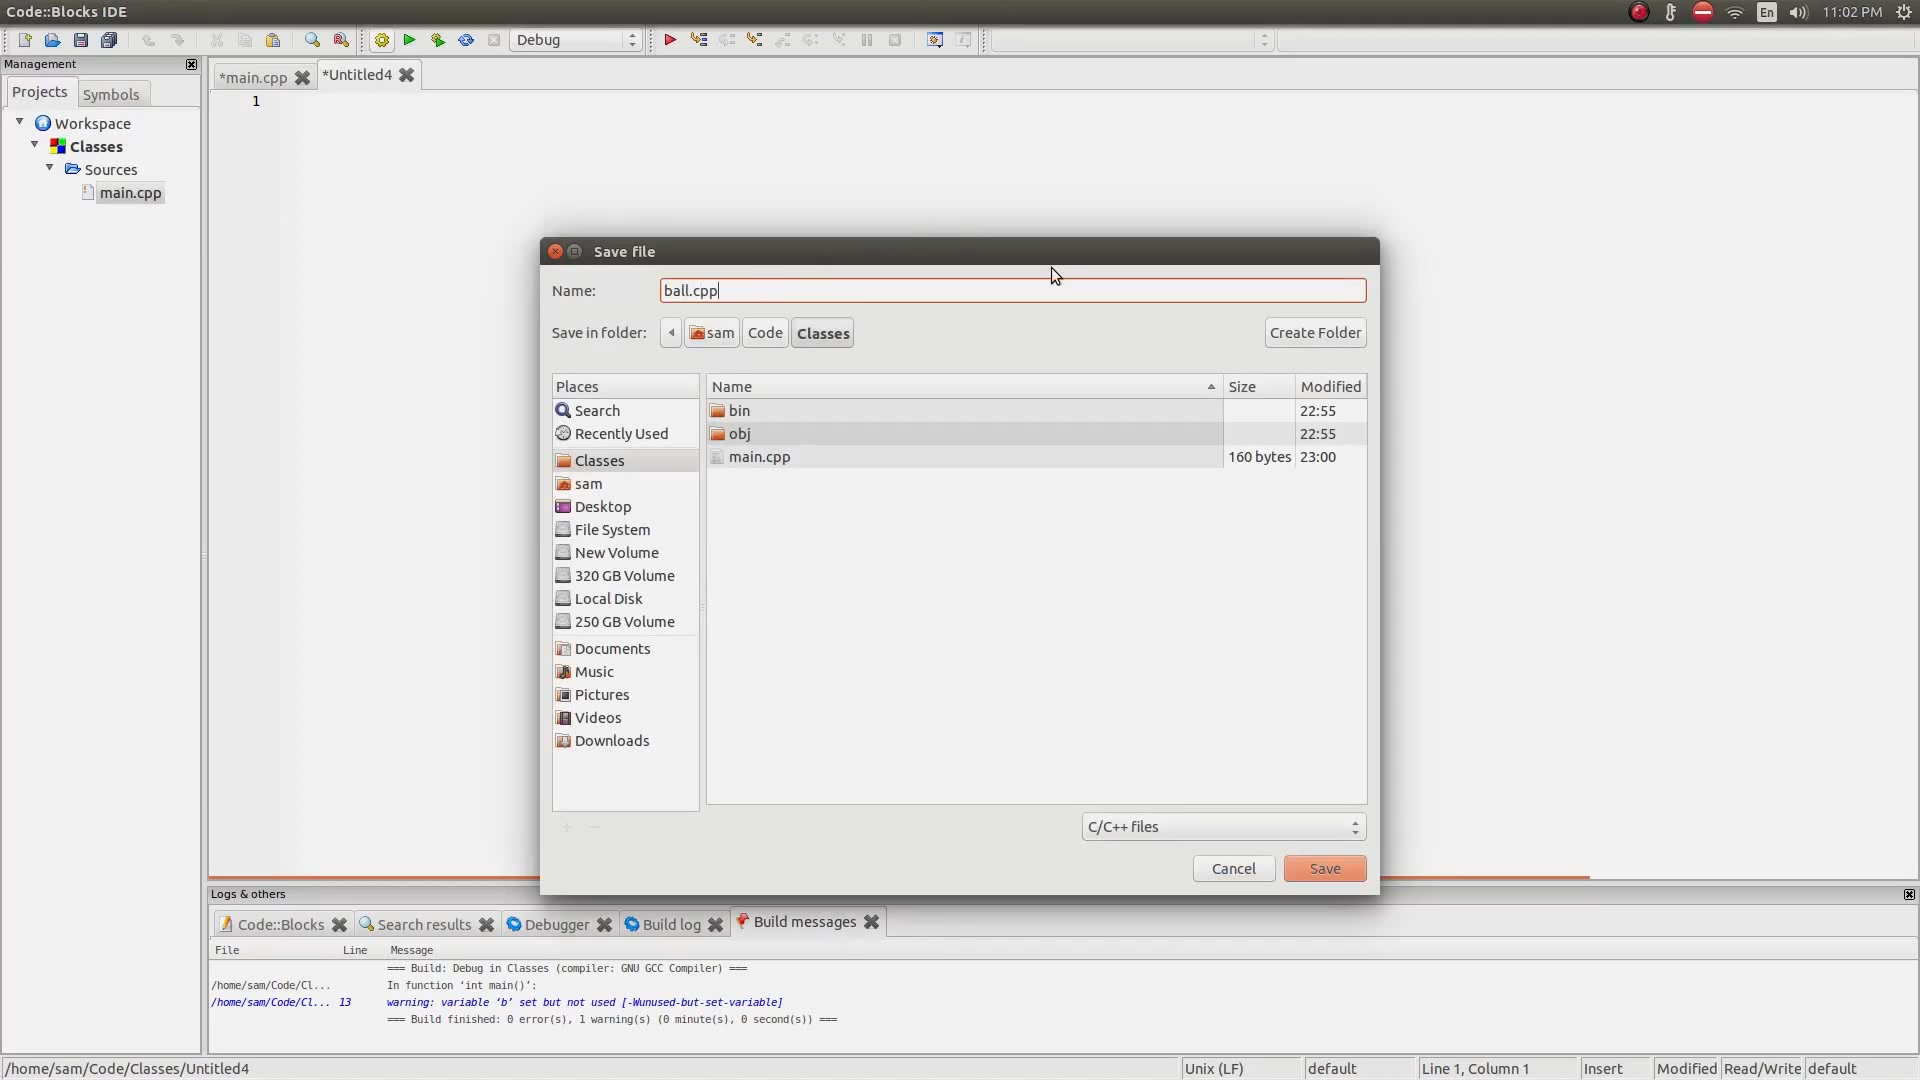 Code::Blocks IDE
En
11:02 PM
Debug
Management
Projects
Symbols
*main.cpp
*Untitled4
1
Workspace
Classes
Sources
main.cpp
Save file
Name:
ball.cpp
Save in folder:
sam
Code
Classes
Create Folder
Places
Name
Size
Modified
Search
Recently Used
Classes
sam
Desktop
File System
New Volume
320 GB Volume
Local Disk
250 GB Volume
Documents
Music
Pictures
Videos
Downloads
bin 22:55
obj 22:55
main.cpp 160 bytes 23:00
C/C++ files
Cancel
Save
Logs & others
Code::Blocks
Search results
Debugger
Build log
Build messages
File Line Message
=== Build: Debug in Classes (compiler: GNU GCC Compiler) ===
/home/sam/Code/Cl... In function ‘int main()’:
/home/sam/Code/Cl... 13 warning: variable ‘b’ set but not used [-Wunused-but-set-variable]
=== Build finished: 0 error(s), 1 warning(s) (0 minute(s), 0 second(s)) ===
/home/sam/Code/Classes/Untitled4
Unix (LF)
default
Line 1, Column 1
Insert
Modified
Read/Write
default